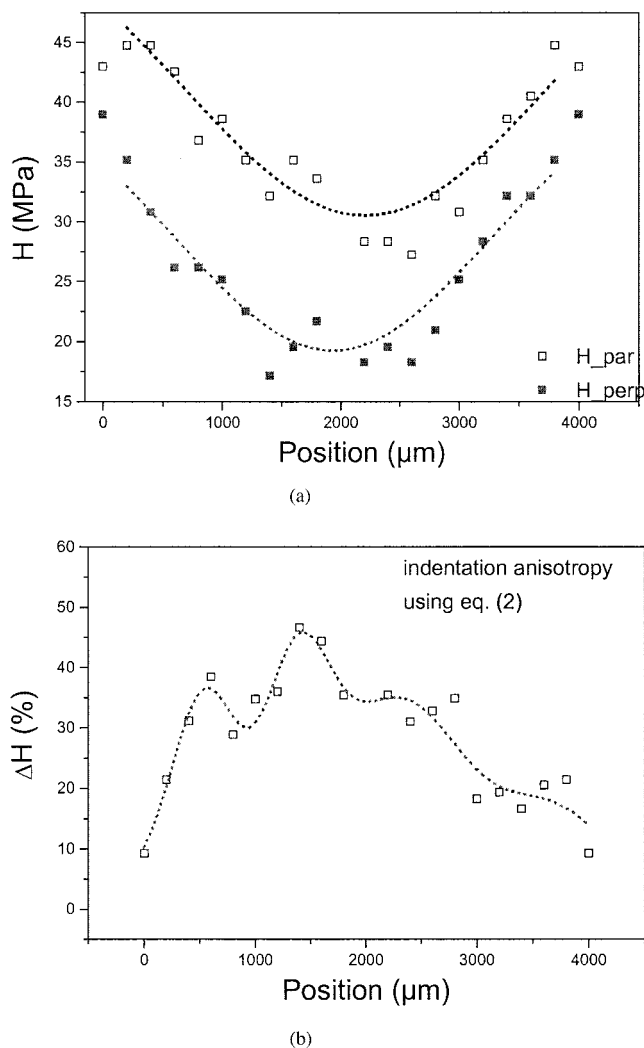 45
40
35
30
25
20
15
H (MPa)
H_par
H_perp
0 1000 2000 3000 4000
Position (µm)
(a)
60
50
40
30
20
10
0
ΔH (%)
indentation anisotropy
using eq. (2)
0 1000 2000 3000 4000
Position (µm)
(b)